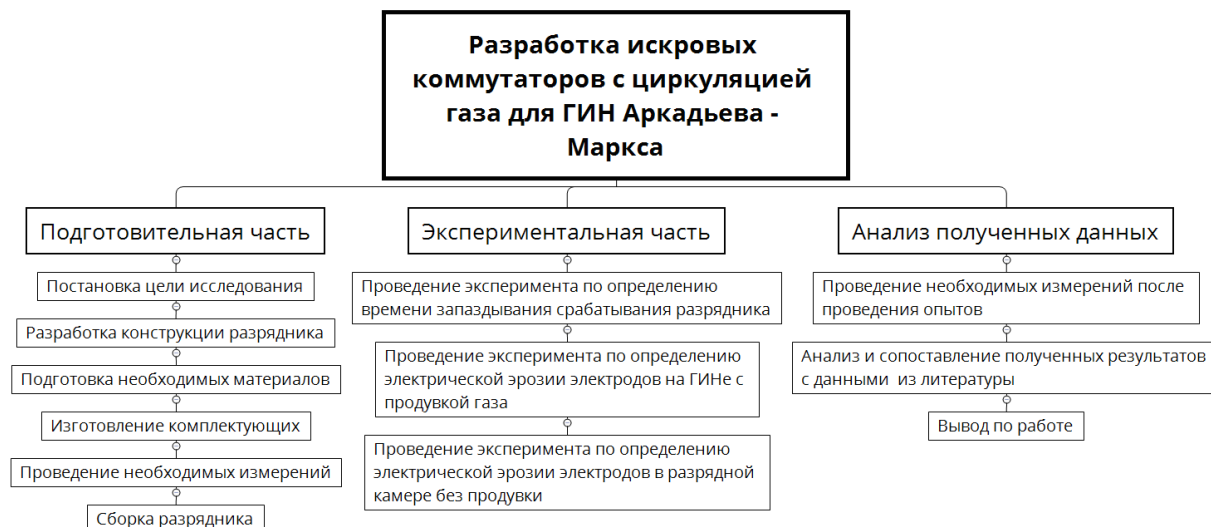 Разработка искровых
коммутаторов с циркуляцией
газа для ГИН Аркадьева -
Маркса
Подготовительная часть
Постановка цели исследования
Разработка конструкции разрядника
Подготовка необходимых материалов
Изготовление комплектующих
Проведение необходимых измерений
Сборка разрядника
Экспериментальная часть
Проведение эксперимента по определению
времени запаздывания срабатывания разрядника
Проведение эксперимента по определению
электрической эрозии электродов на ГИНе с
продувкой газа
Проведение эксперимента по определению
электрической эрозии электродов в разрядной
камере без продувки
Анализ полученных данных
Проведение необходимых измерений после
проведения опытов
Анализ и сопоставление полученных результатов
с данными из литературы
Вывод по работе